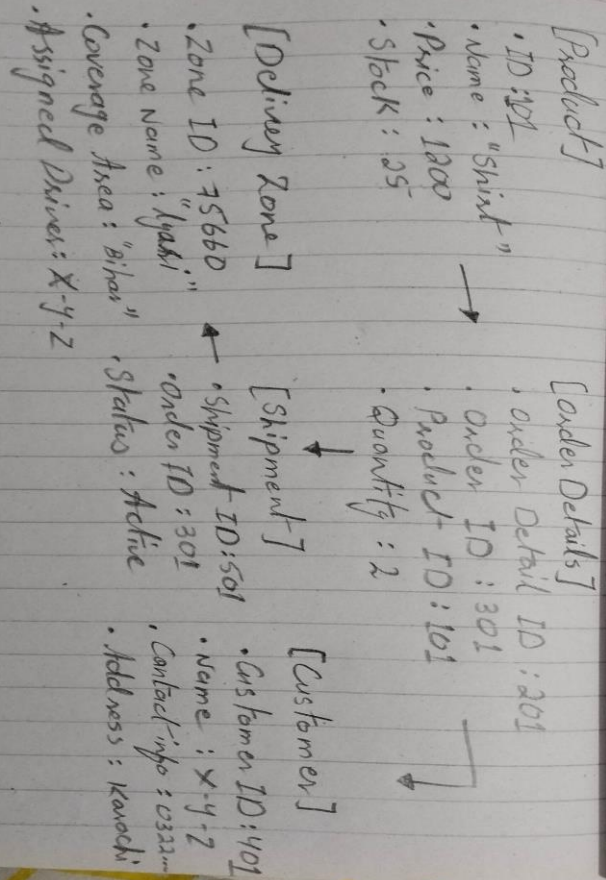 [Product]
• ID: 101
• Name: "Shirt"
• Price: 1200
• Stock: 25
[Order Details]
• Order Detail ID: 201
• Order ID: 301
• Product ID: 101
• Quantity: 2
[Delivery Zone]
• Zone ID: 75660
• Zone Name:
• Coverage Area: "Bihar"
• Assigned Driver: X-Y-Z
[Shipment]
• Shipment ID: 501
• Order ID: 301
• Status: Active
[Customer]
• Customer ID: 401
• Name: X-Y-Z
• Contact info: 0322...
• Address: Karachi